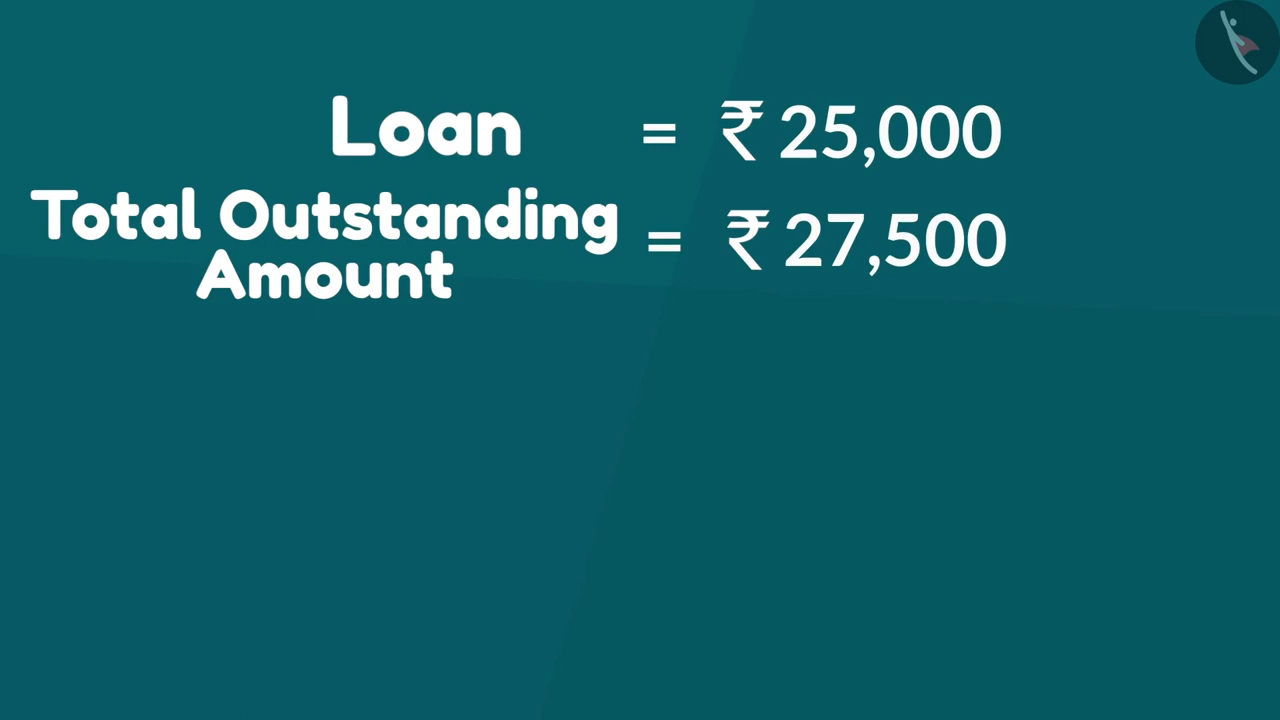 Loan = ₹ 25,000
Total Outstanding
Amount = ₹ 27,500